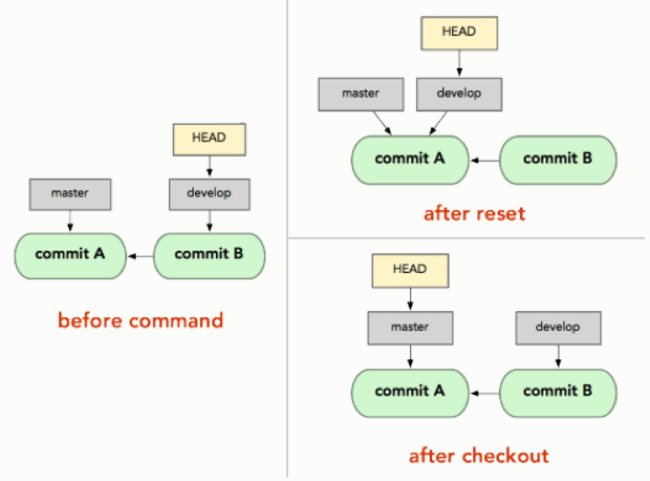 HEAD
master
develop
commit A
commit B
before command
HEAD
master
develop
commit A
commit B
after reset
HEAD
master
develop
commit A
commit B
after checkout